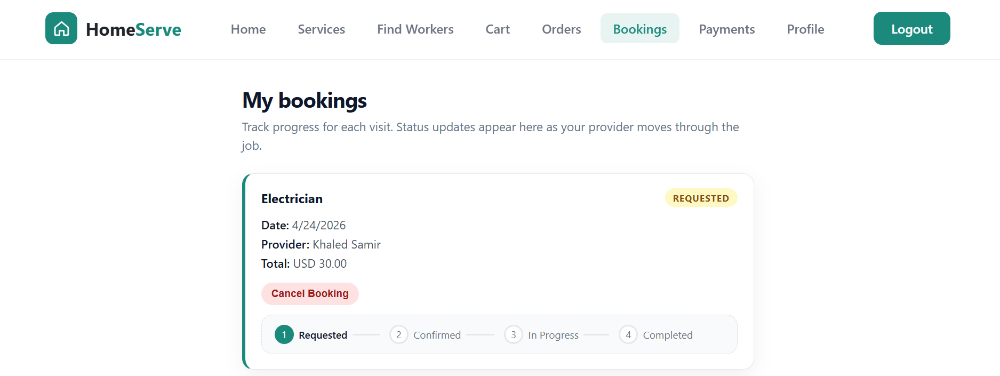 HomeServe Home Services Find Workers Cart Orders Bookings Payments Profile Logout
My bookings
Track progress for each visit. Status updates appear here as your provider moves through the
job.
Electrician REQUESTED
Date: 4/24/2026
Provider: Khaled Samir
Total: USD 30.00
Cancel Booking
1 Requested 2 Confirmed 3 In Progress 4 Completed